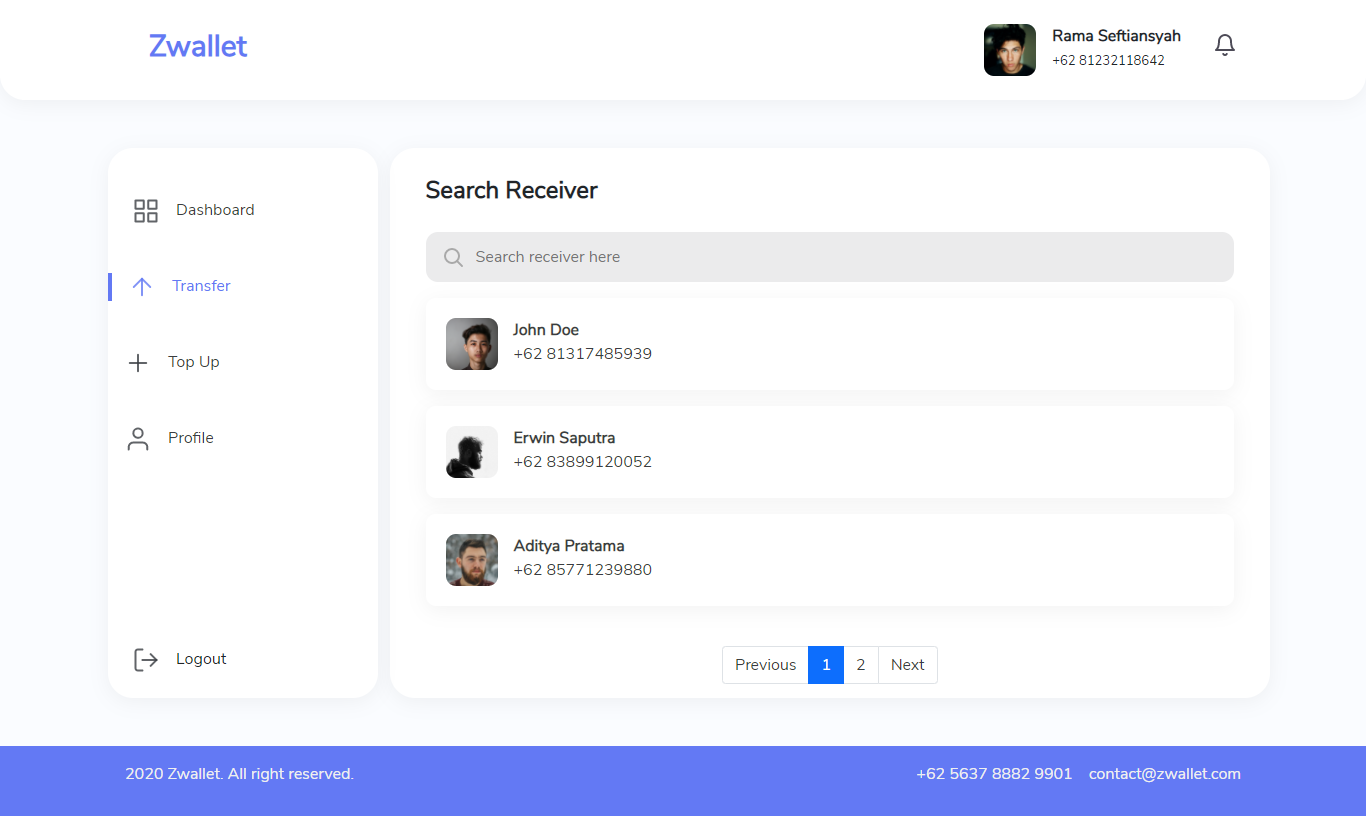 Zwallet
Rama Seftiansyah
+62 81232118642
Dashboard
Transfer
Top Up
Profile
Logout
Search Receiver
Search receiver here
John Doe
+62 81317485939
Erwin Saputra
+62 83899120052
Aditya Pratama
+62 85771239880
Previous 1 2 Next
2020 Zwallet. All right reserved.
+62 5637 8882 9901 contact@zwallet.com